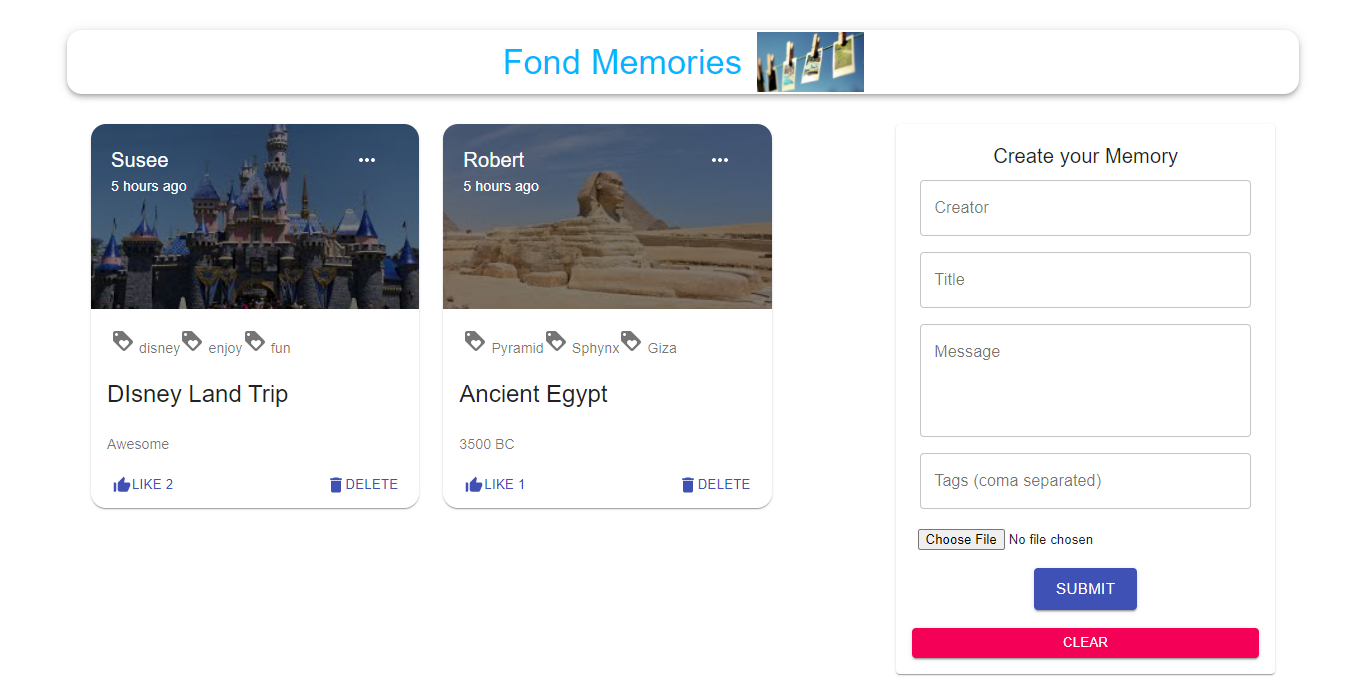 Fond Memories
Susee
5 hours ago
disney enjoy fun
DIsney Land Trip
Awesome
LIKE 2 DELETE
Robert
5 hours ago
Pyramid Sphynx Giza
Ancient Egypt
3500 BC
LIKE 1 DELETE
Create your Memory
Creator
Title
Message
Tags (coma separated)
Choose File No file chosen
SUBMIT
CLEAR